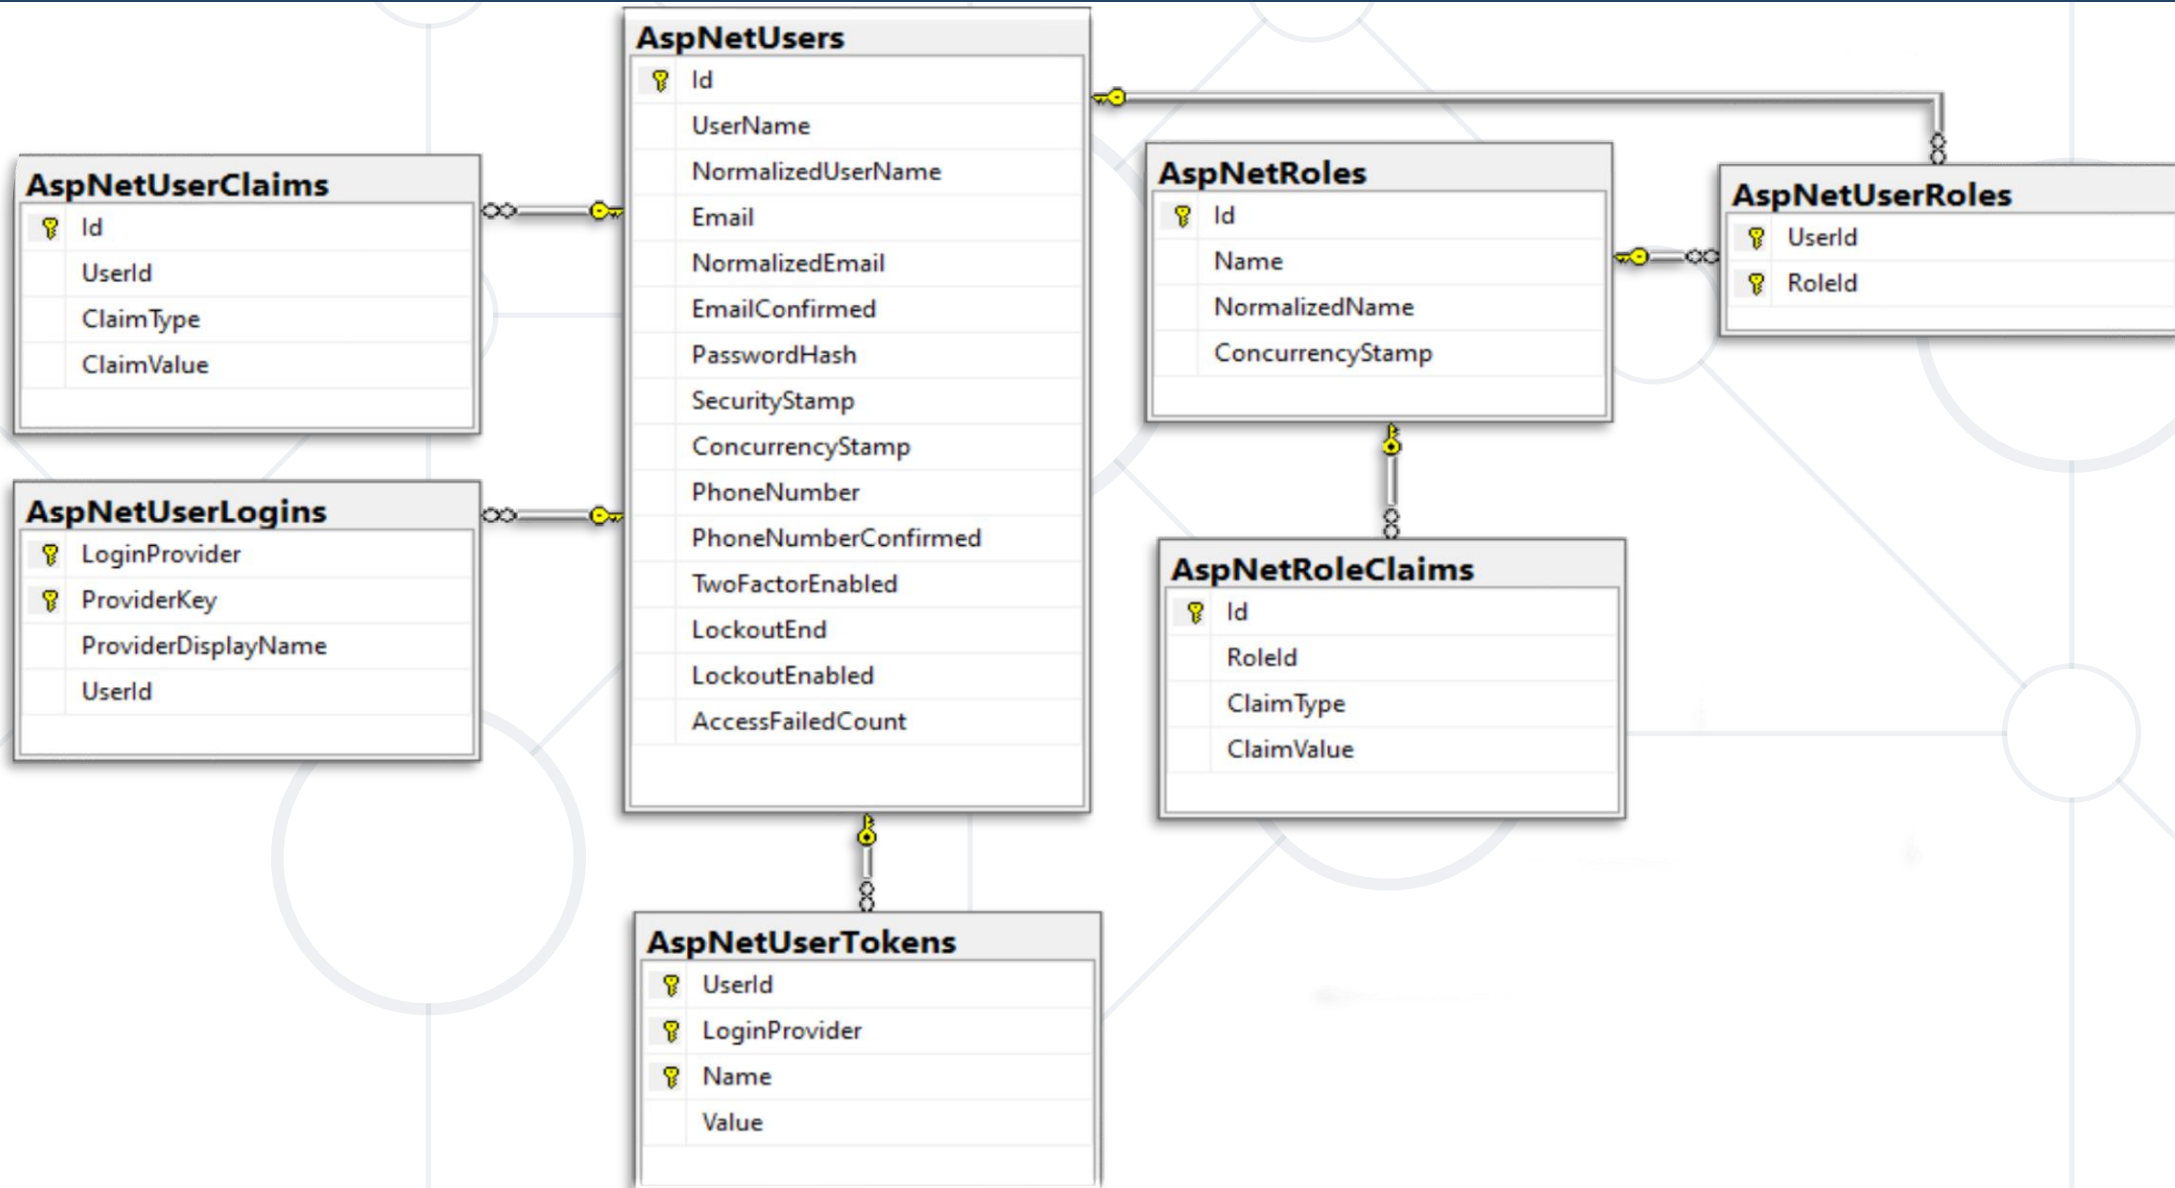 AspNetUsers
Id
UserName
NormalizedUserName
Email
NormalizedEmail
EmailConfirmed
PasswordHash
SecurityStamp
ConcurrencyStamp
PhoneNumber
PhoneNumberConfirmed
TwoFactorEnabled
LockoutEnd
LockoutEnabled
AccessFailedCount
AspNetUserClaims
Id
UserId
ClaimType
ClaimValue
AspNetUserLogins
LoginProvider
ProviderKey
ProviderDisplayName
UserId
AspNetRoles
Id
Name
NormalizedName
ConcurrencyStamp
AspNetUserRoles
UserId
RoleId
AspNetRoleClaims
Id
RoleId
ClaimType
ClaimValue
AspNetUserTokens
UserId
LoginProvider
Name
Value